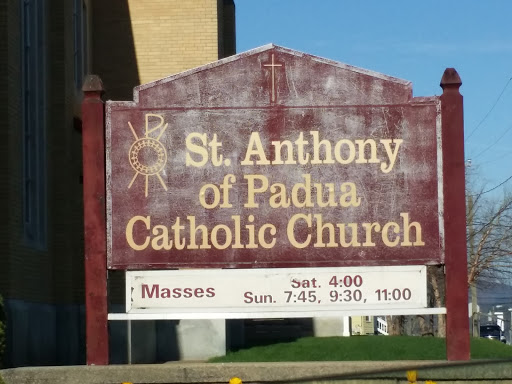 St. Anthony
of Padua
Catholic Church
Masses
Sat. 4:00
Sun. 7:45, 9:30, 11:00